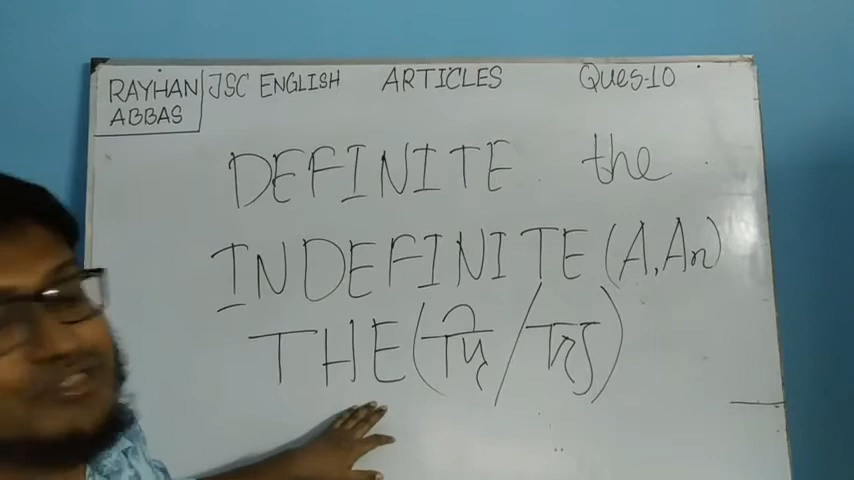 RAYHAN ABBAS JSC ENGLISH ARTICLES Ques-10
DEFINITE the
INDEFINITE (A, An)
THE (দি/দ্য)